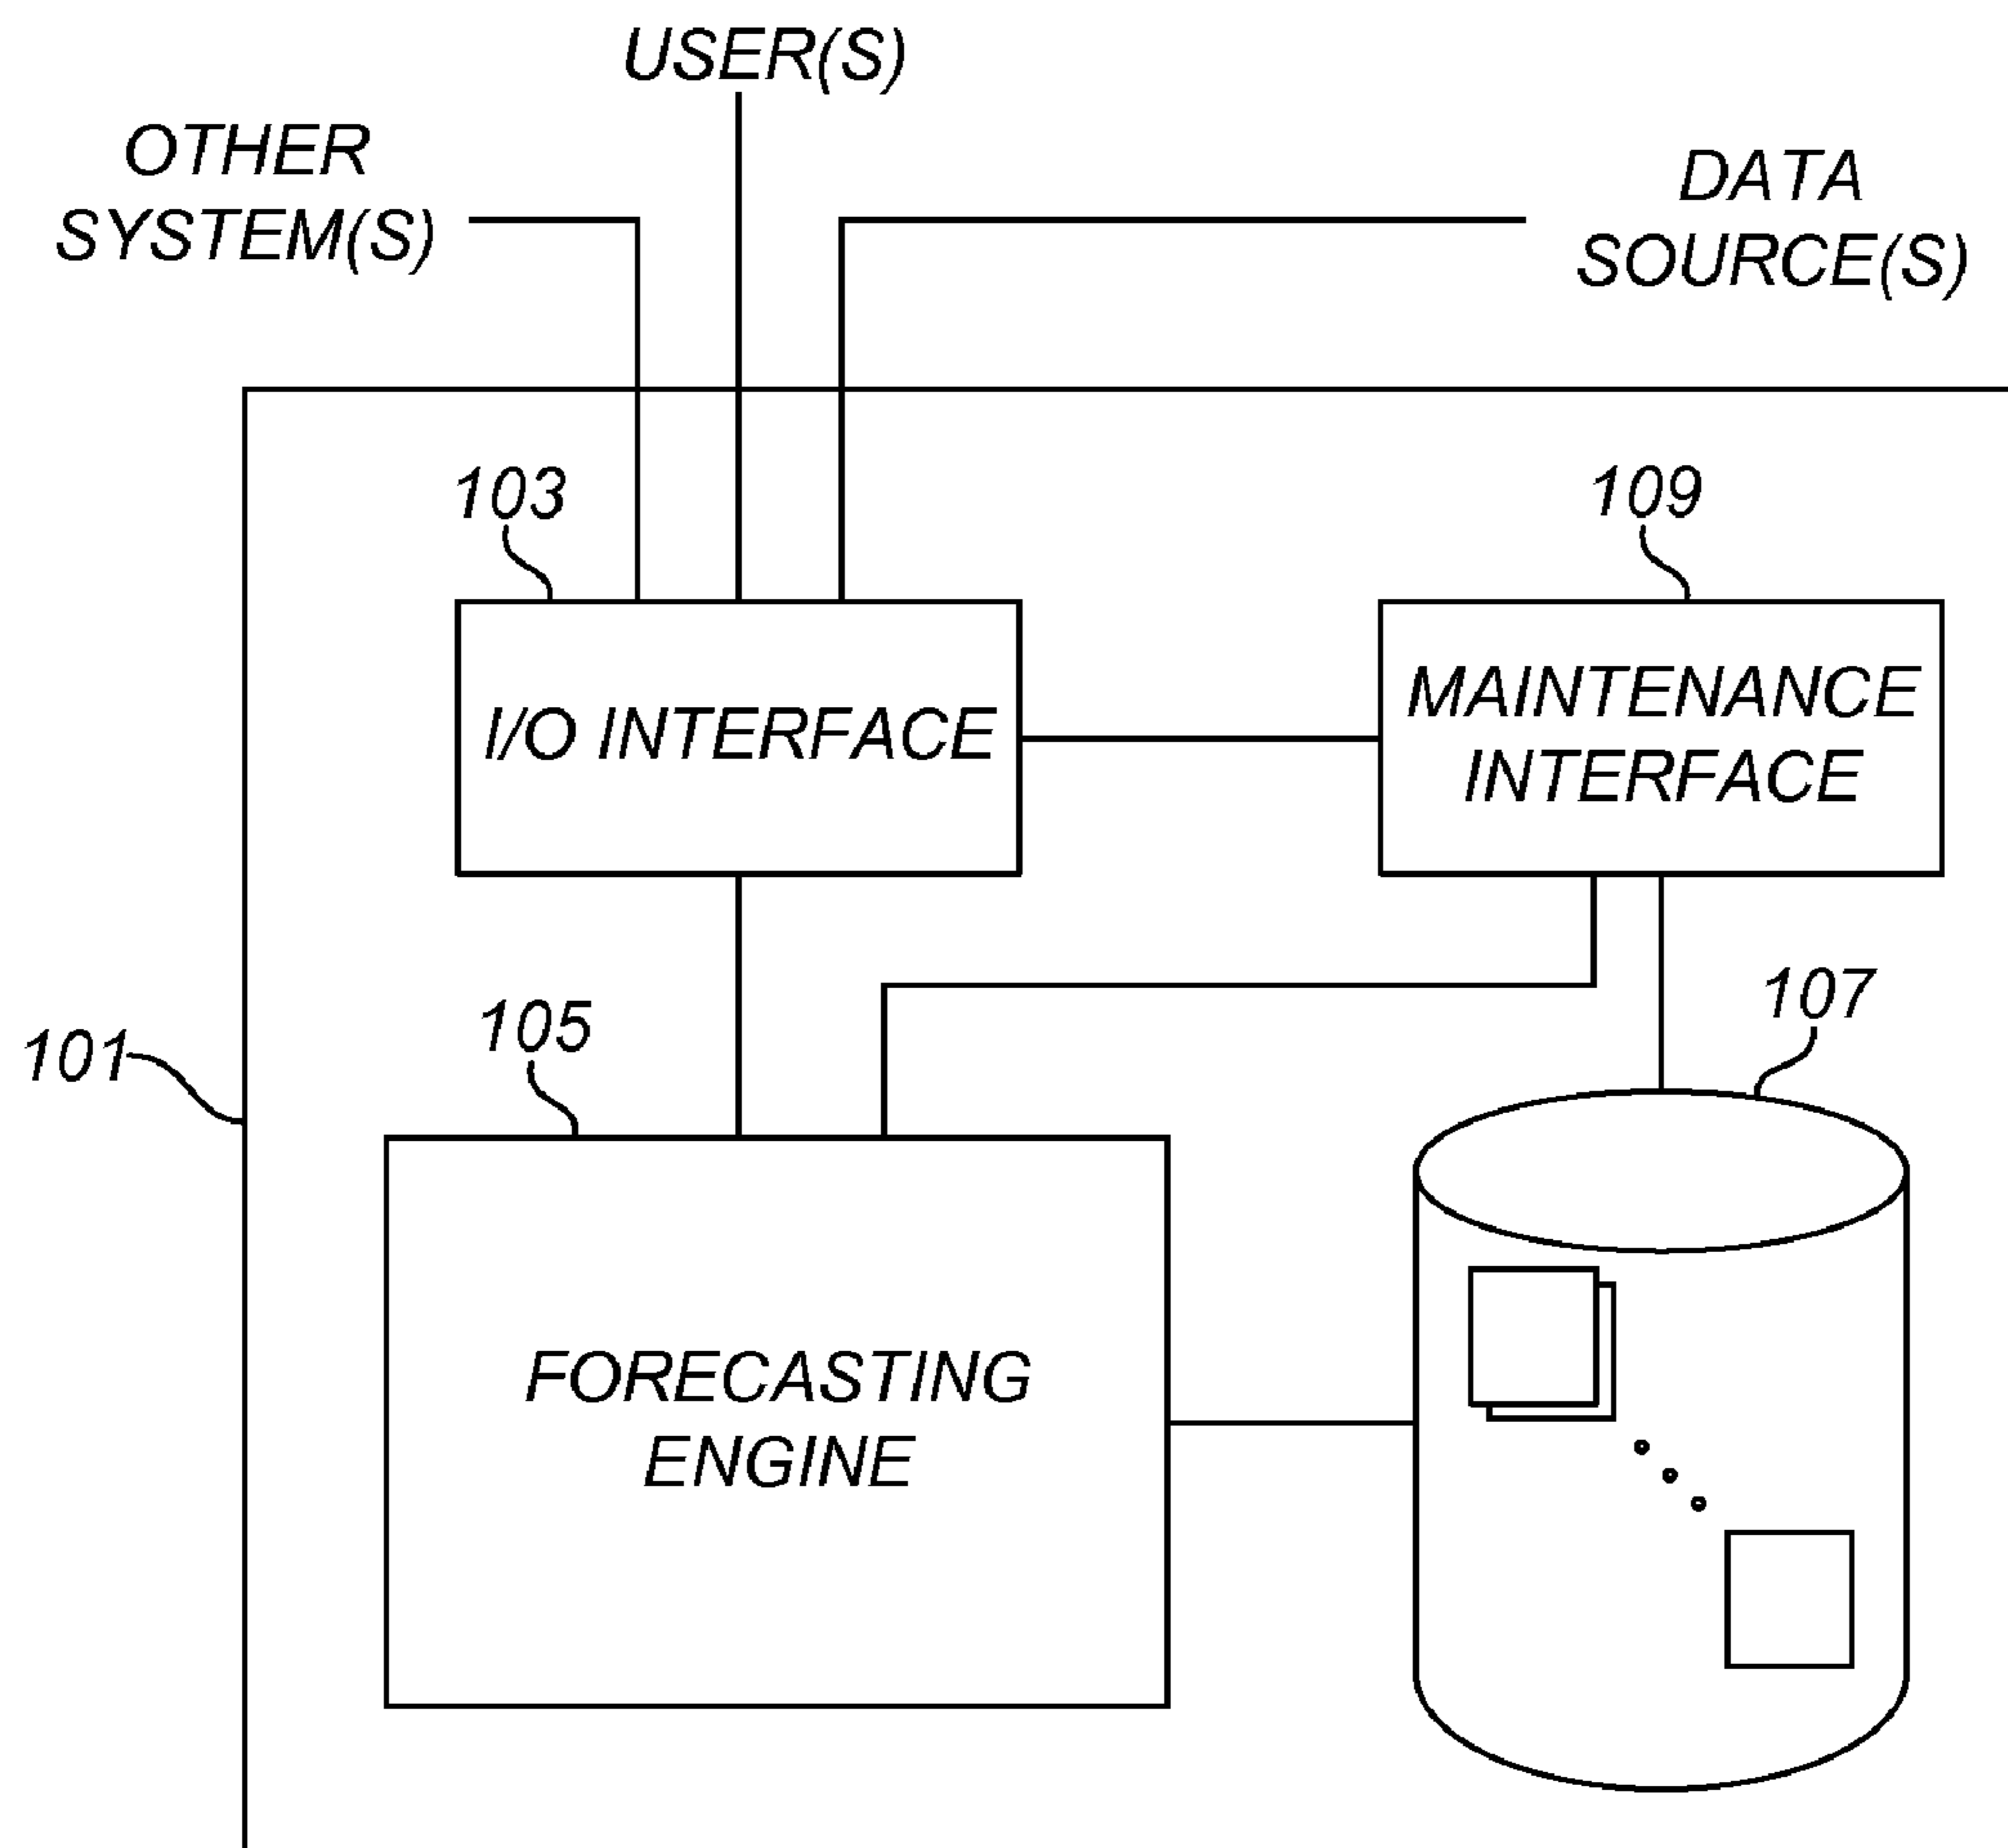 USER(S)
OTHER
SYSTEM(S)
DATA
SOURCE(S)
103
109
I/O INTERFACE
MAINTENANCE
INTERFACE
105
107
101
FORECASTING
ENGINE